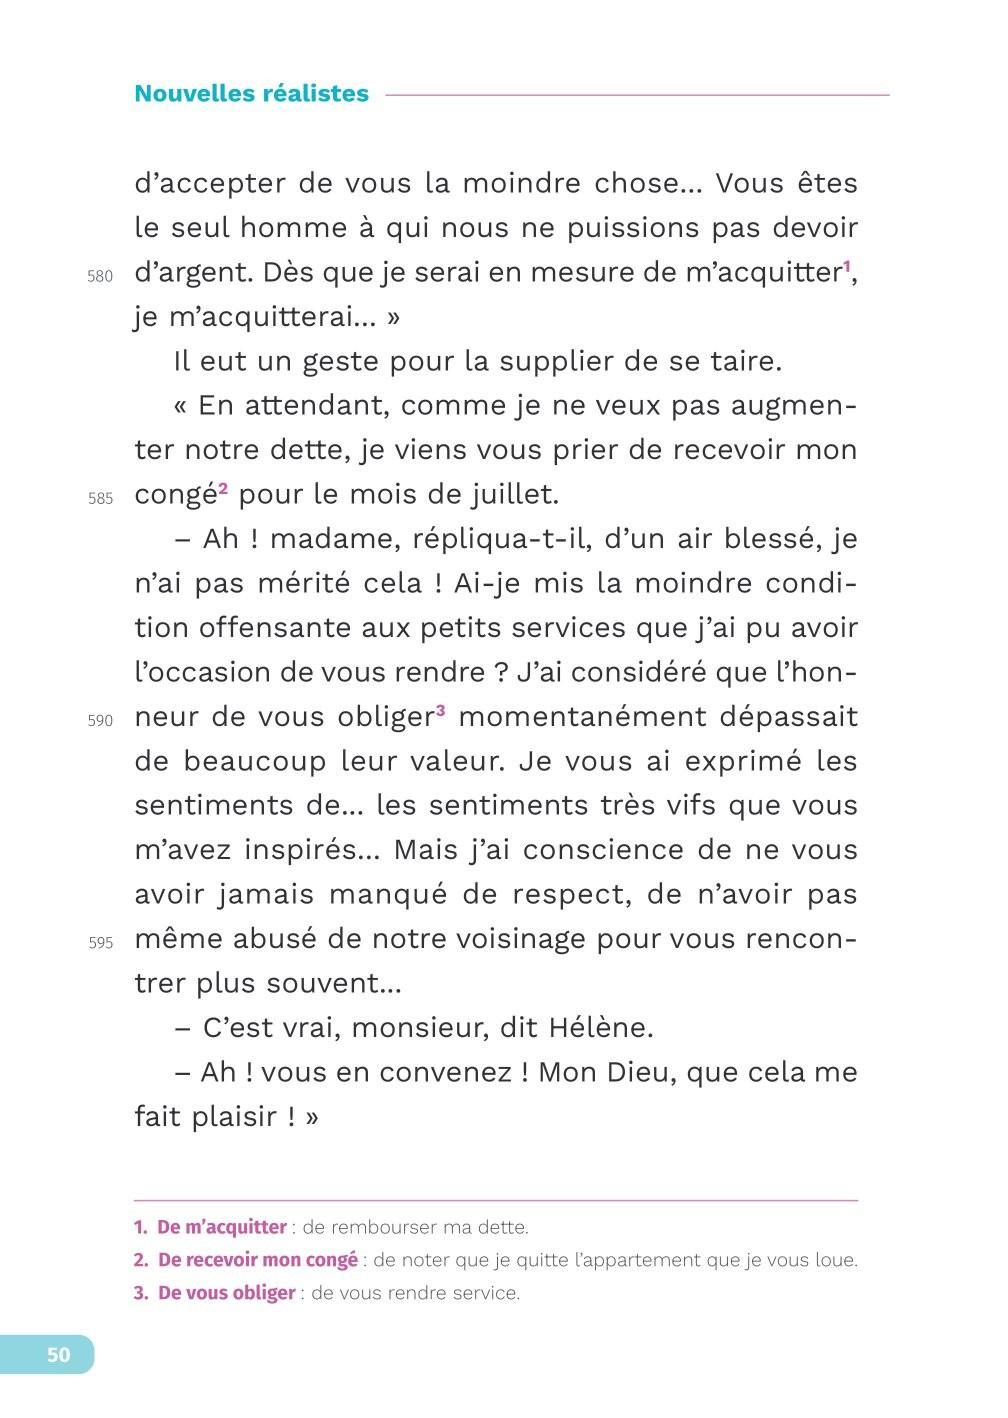 Nouvelles réalistes
d’accepter de vous la moindre chose… Vous êtes
le seul homme à qui nous ne puissions pas devoir
580 d’argent. Dès que je serai en mesure de m’acquitter¹,
je m’acquitterai… »
Il eut un geste pour la supplier de se taire.
« En attendant, comme je ne veux pas augmen-
ter notre dette, je viens vous prier de recevoir mon
585 congé² pour le mois de juillet.
– Ah ! madame, répliqua-t-il, d’un air blessé, je
n’ai pas mérité cela ! Ai-je mis la moindre condi-
tion offensante aux petits services que j’ai pu avoir
l’occasion de vous rendre ? J’ai considéré que l’hon-
590 neur de vous obliger³ momentanément dépassait
de beaucoup leur valeur. Je vous ai exprimé les
sentiments de… les sentiments très vifs que vous
m’avez inspirés… Mais j’ai conscience de ne vous
avoir jamais manqué de respect, de n’avoir pas
595 même abusé de notre voisinage pour vous rencon-
trer plus souvent…
– C’est vrai, monsieur, dit Hélène.
– Ah ! vous en convenez ! Mon Dieu, que cela me
fait plaisir ! »
1. De m’acquitter : de rembourser ma dette.
2. De recevoir mon congé : de noter que je quitte l’appartement que je vous loue.
3. De vous obliger : de vous rendre service.
50